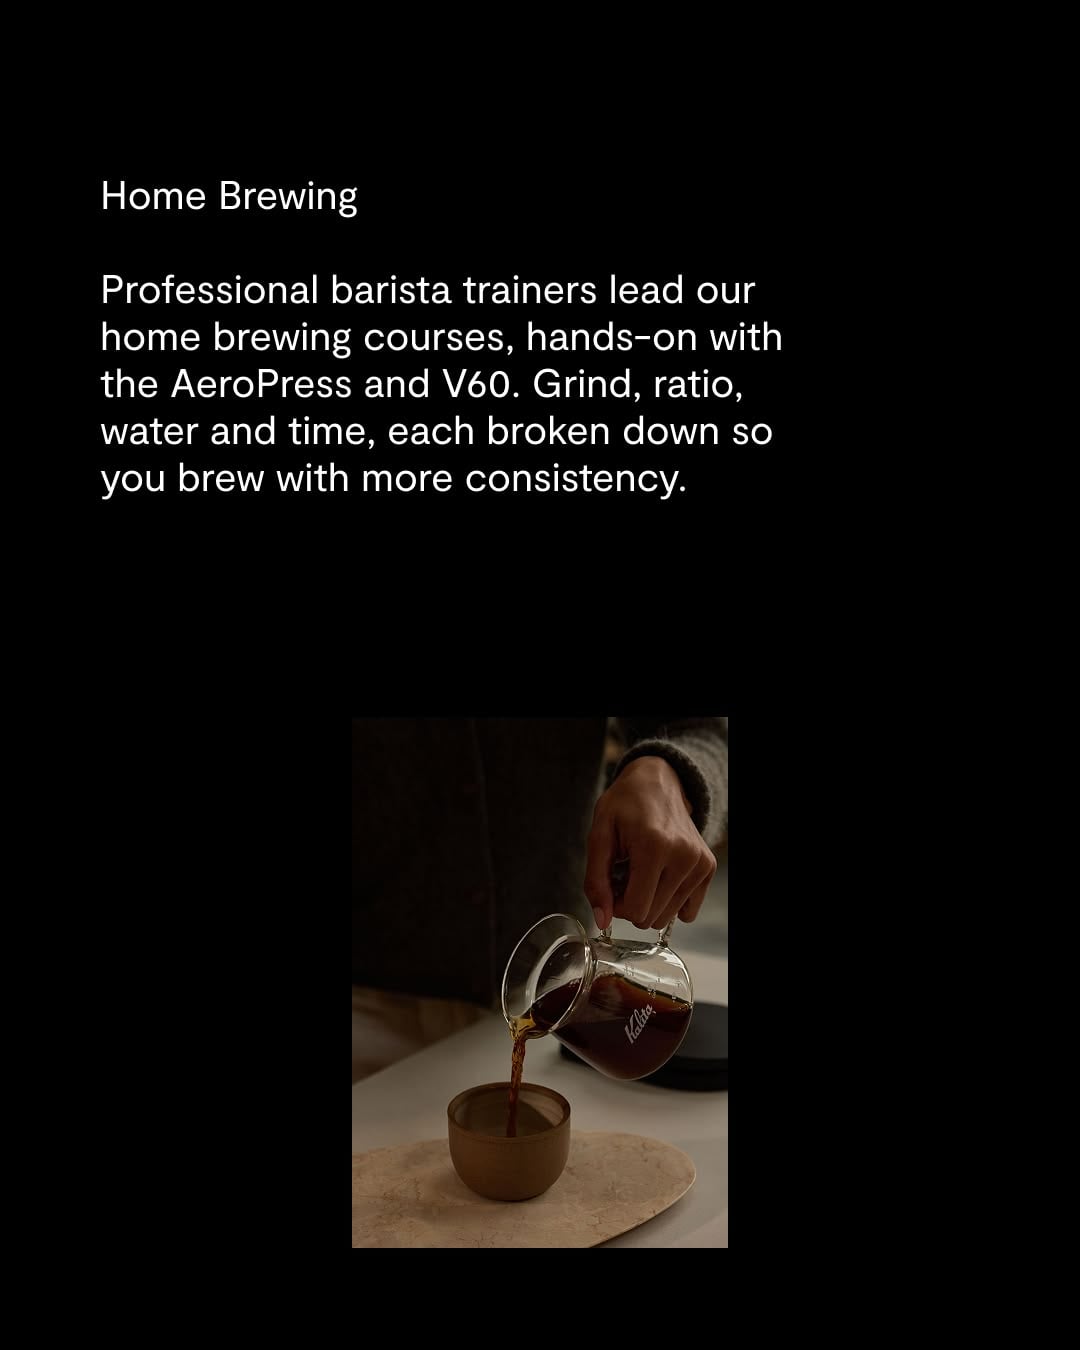 Home Brewing
Professional barista trainers lead our
home brewing courses, hands-on with
the AeroPress and V60. Grind, ratio,
water and time, each broken down so
you brew with more consistency.
Kalita